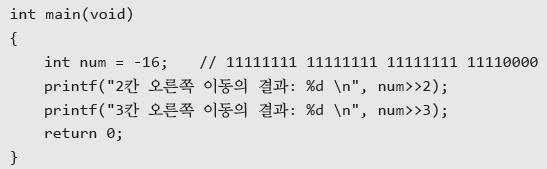 int main(void)
{
    int num = -16;   // 11111111 11111111 11111111 11110000
    printf("2칸 오른쪽 이동의 결과: %d \n", num>>2);
    printf("3칸 오른쪽 이동의 결과: %d \n", num>>3);
    return 0;
}